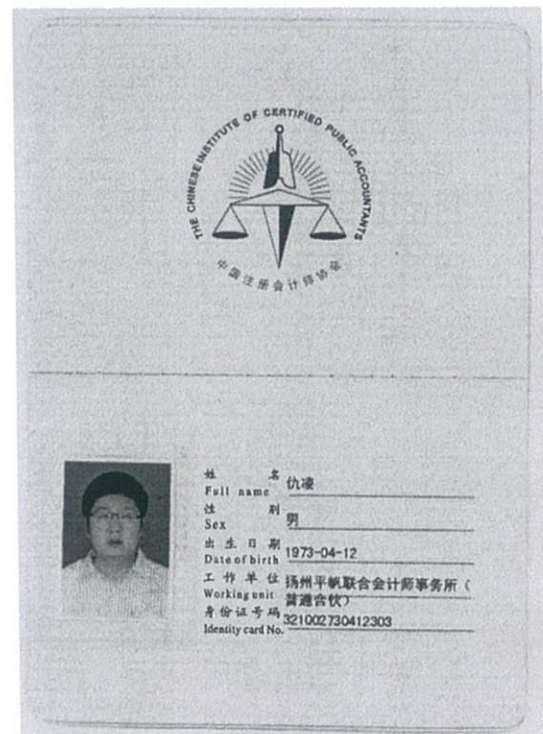 THE CHINESE INSTITUTE OF CERTIFIED PUBLIC ACCOUNTANTS
中国注册会计师协会
姓 名 仇凌
Full name
性 别 男
Sex
出生日期 1973-04-12
Date of birth
工作单位 扬州平帆联合会计师事务所（
Working unit 普通合伙）
身份证号码 321002730412303
Identity card No.